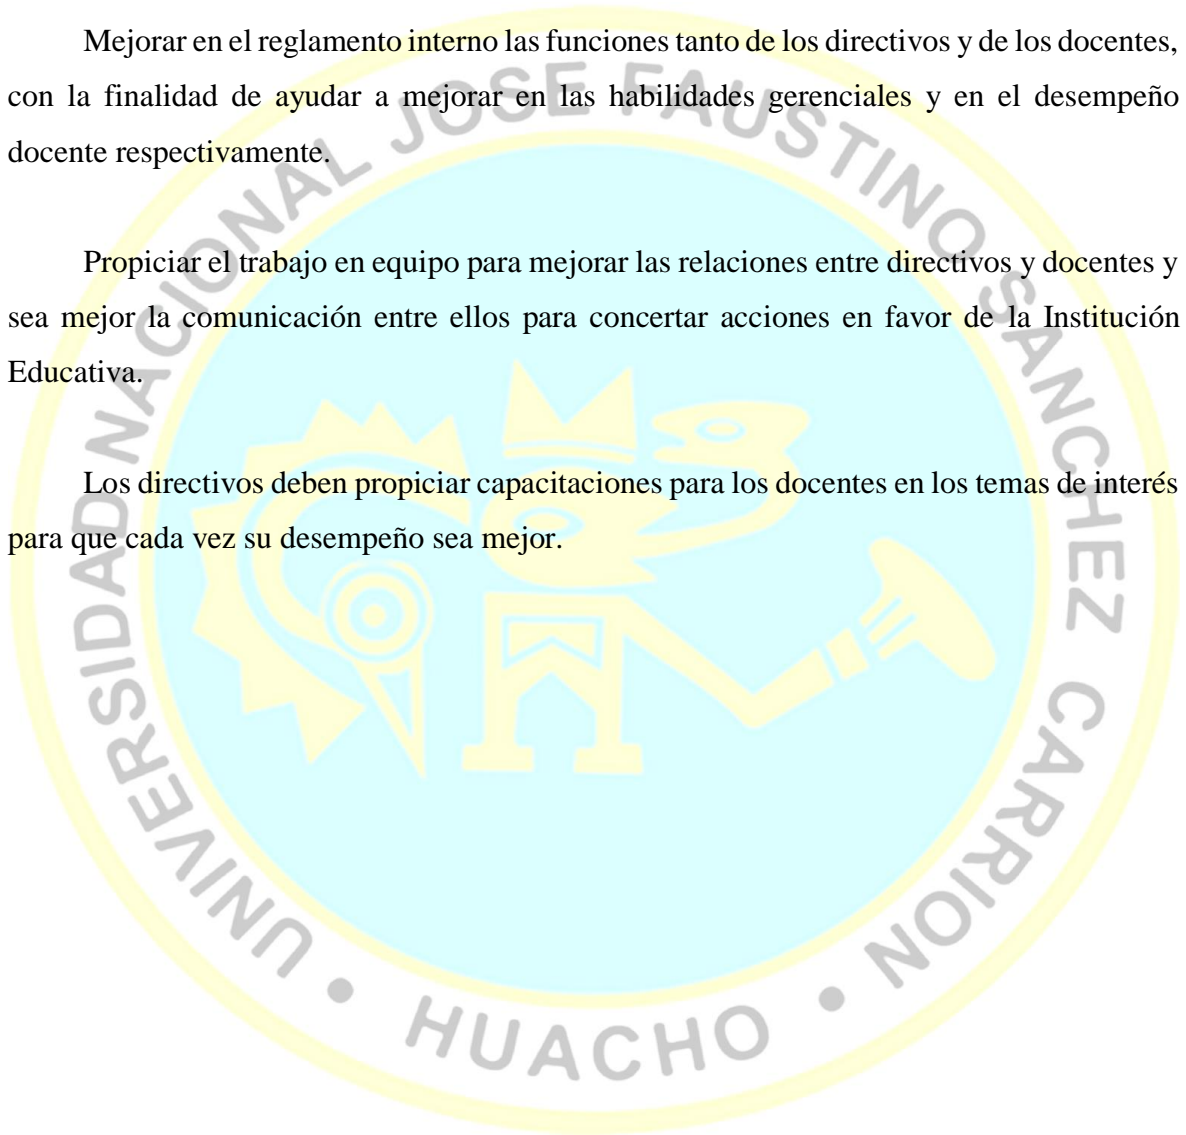 Mejorar en el reglamento interno las funciones tanto de los directivos y de los docentes,
con la finalidad de ayudar a mejorar en las habilidades gerenciales y en el desempeño
docente respectivamente.
Propiciar el trabajo en equipo para mejorar las relaciones entre directivos y docentes y
sea mejor la comunicación entre ellos para concertar acciones en favor de la Institución
Educativa.
Los directivos deben propiciar capacitaciones para los docentes en los temas de interés
para que cada vez su desempeño sea mejor.
UNIVERSIDAD NACIONAL JOSE FAUSTINO SANCHEZ CARRION
• HUACHO •